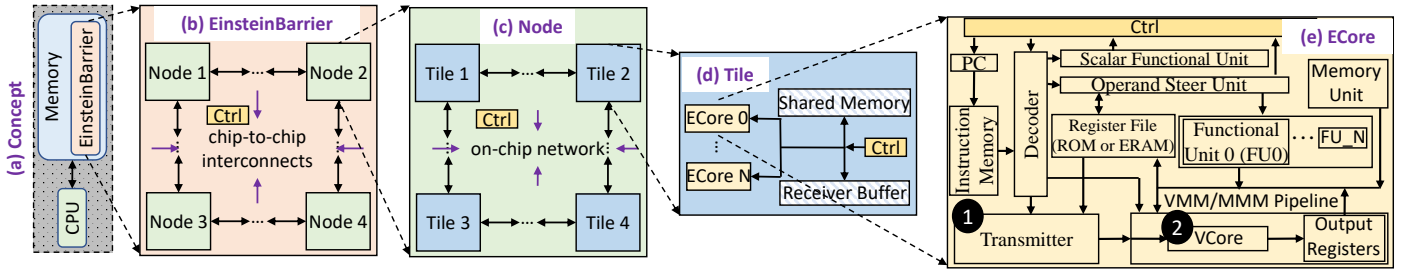 (a) Concept
Memory
EinsteinBarrier
CPU
(b) EinsteinBarrier
Node 1
...
Node 2
Ctrl
chip-to-chip
interconnects
Node 3
...
Node 4
(c) Node
Tile 1
...
Tile 2
Ctrl
on-chip network
Tile 3
...
Tile 4
(d) Tile
Shared Memory
ECore 0
Ctrl
ECore N
Receiver Buffer
Ctrl
(e) ECore
PC
Scalar Functional Unit
Operand Steer Unit
Memory
Unit
Instruction
Memory
Decoder
Register File
(ROM or ERAM)
Functional
Unit 0 (FU0)
...
FU_N
VMM/MMM Pipeline
1
Transmitter
2
VCore
Output
Registers